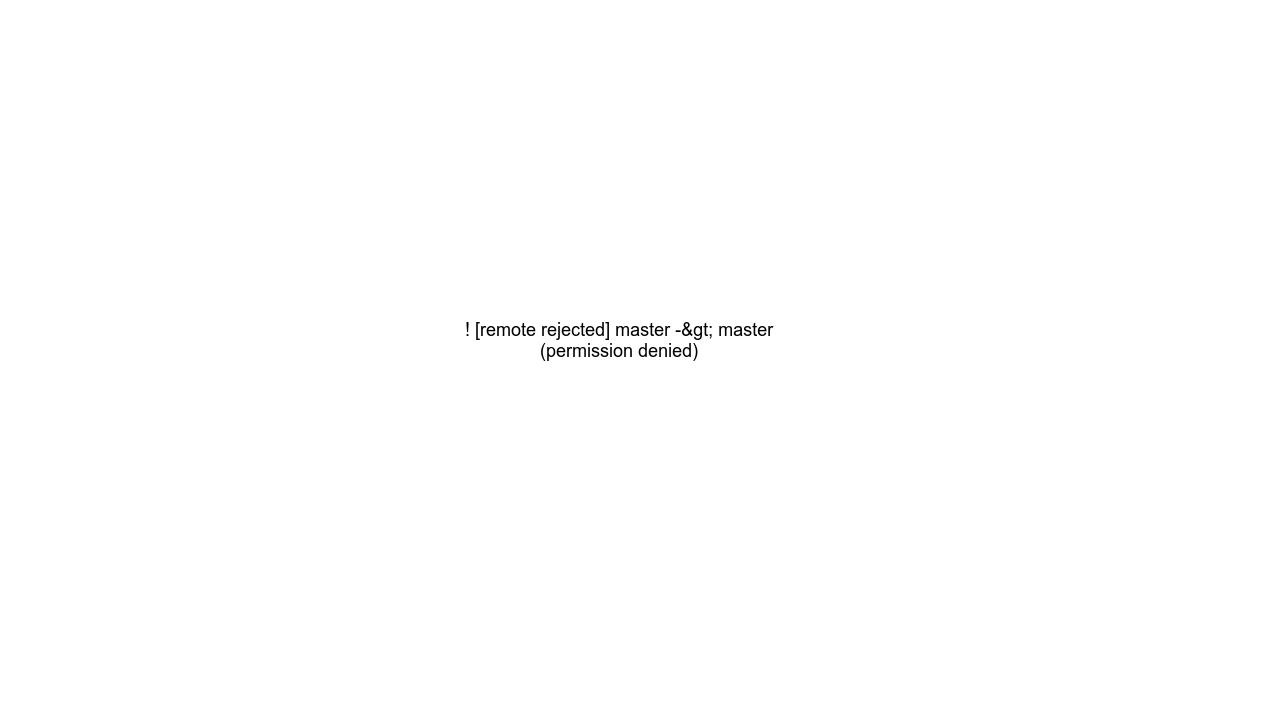 ! [remote rejected] master -&gt; master
(permission denied)